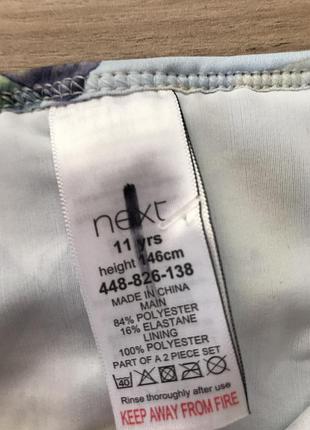 next
11 yrs
height 146cm
448-826-138
MADE IN CHINA
MAIN
84% POLYESTER
16% ELASTANE
LINING
100% POLYESTER
PART OF A 2 PIECE SET
40
Rinse thoroughly after use
KEEP AWAY FROM FIRE